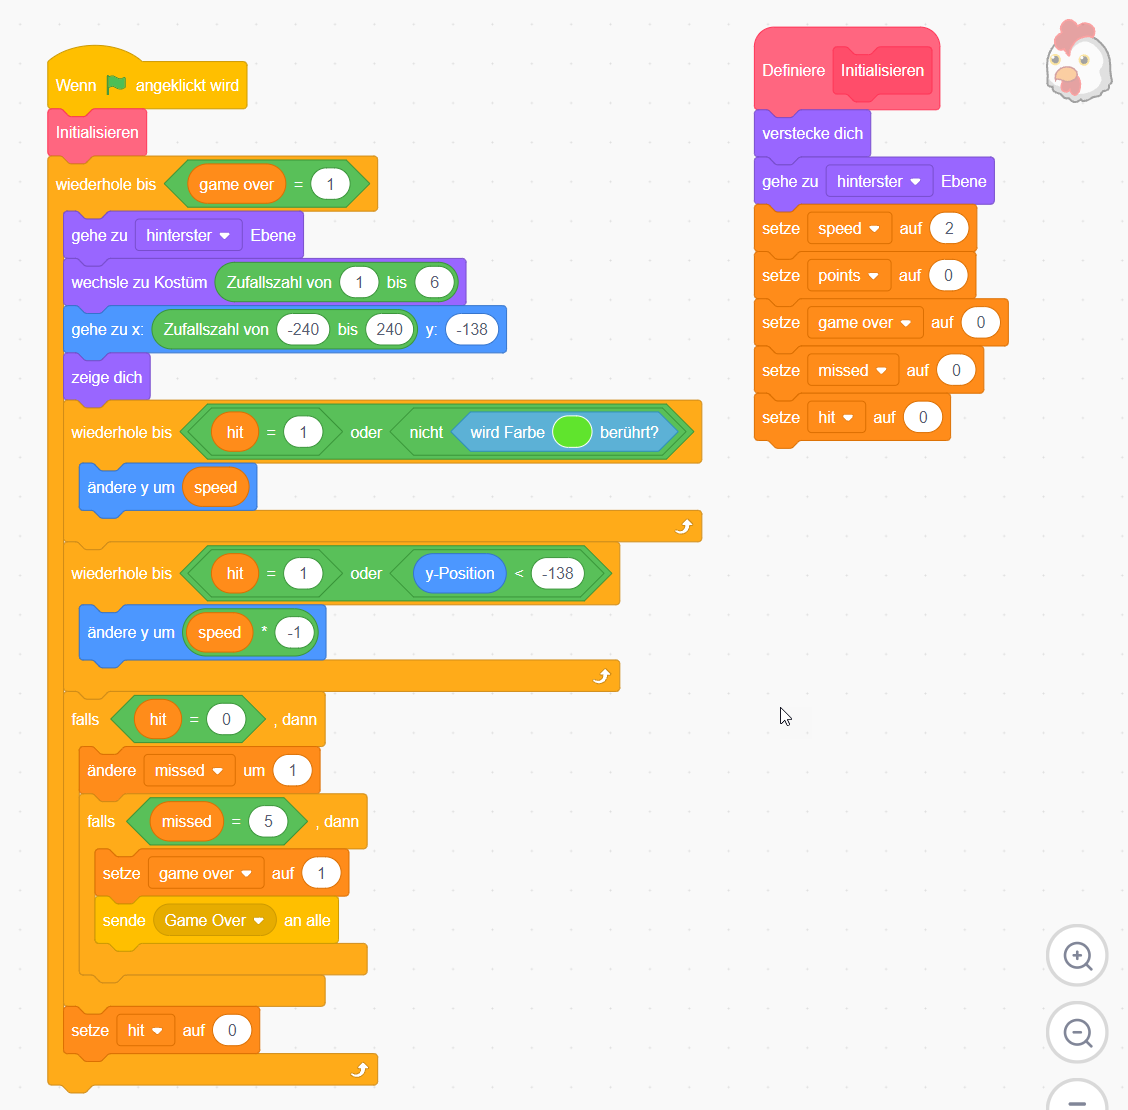 Wenn angeklickt wird
Initialisieren
wiederhole bis game over = 1
gehe zu hinterster Ebene
wechsle zu Kostüm Zufallszahl von 1 bis 6
gehe zu x: Zufallszahl von -240 bis 240 y: -138
zeige dich
wiederhole bis hit = 1 oder nicht wird Farbe berührt?
ändere y um speed
wiederhole bis hit = 1 oder y-Position < -138
ändere y um speed * -1
falls hit = 0 , dann
ändere missed um 1
falls missed = 5 , dann
setze game over auf 1
sende Game Over an alle
setze hit auf 0
Definiere Initialisieren
verstecke dich
gehe zu hinterster Ebene
setze speed auf 2
setze points auf 0
setze game over auf 0
setze missed auf 0
setze hit auf 0